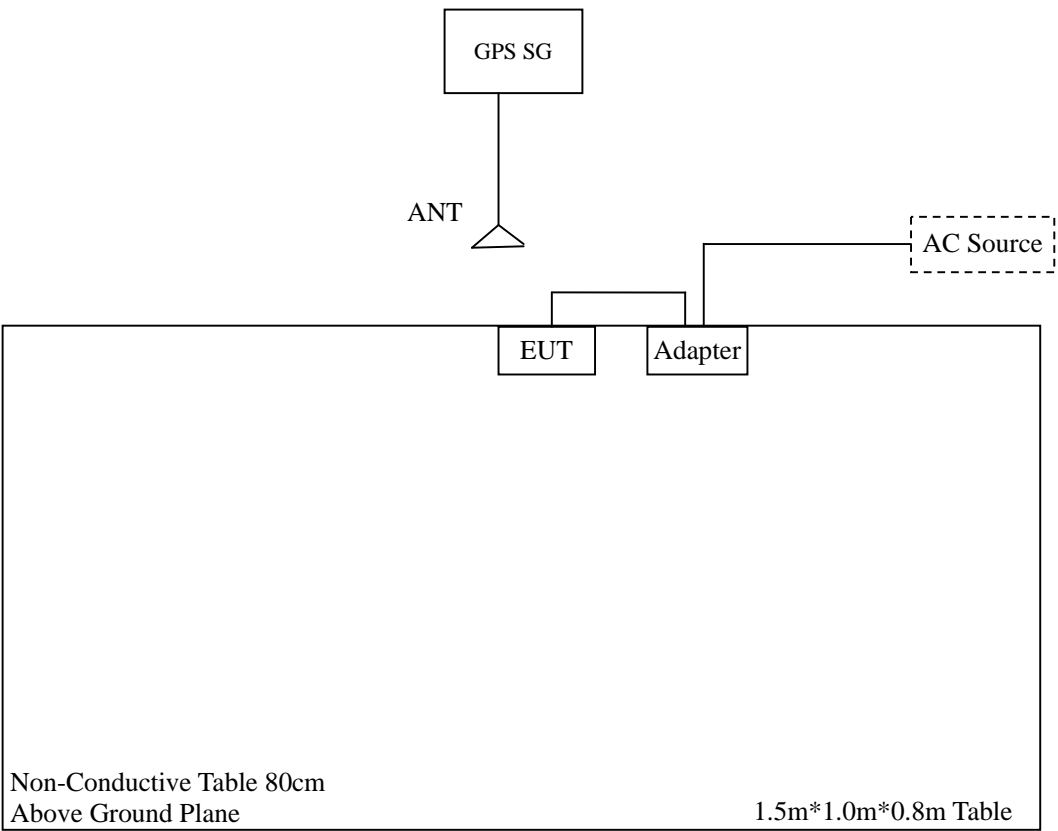 GPS SG
ANT
AC Source
EUT
Adapter
Non-Conductive Table 80cm
Above Ground Plane
1.5m*1.0m*0.8m Table